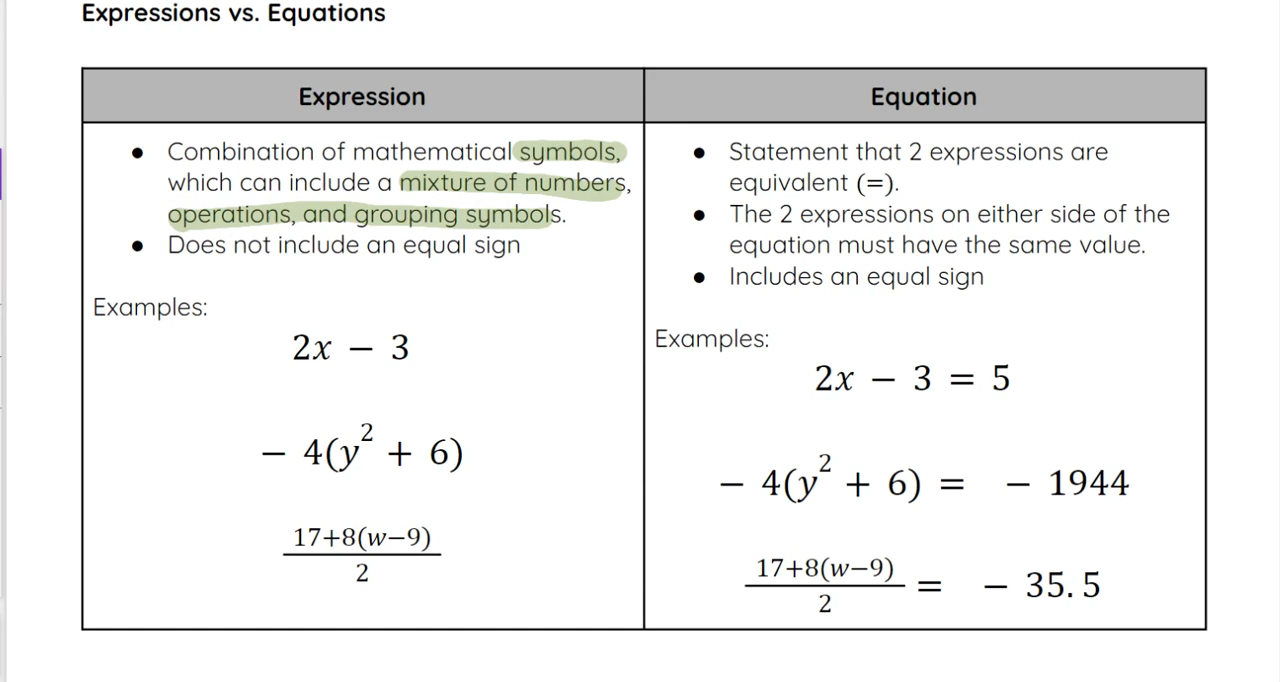 Expressions vs. Equations
Expression
Equation
● Combination of mathematical symbols,
which can include a mixture of numbers,
operations, and grouping symbols.
● Does not include an equal sign
Examples:
2x − 3
− 4(y² + 6)
17+8(w−9)
2
● Statement that 2 expressions are
equivalent (=).
● The 2 expressions on either side of the
equation must have the same value.
● Includes an equal sign
Examples:
2x − 3 = 5
− 4(y² + 6) = − 1944
17+8(w−9)
2
= − 35. 5